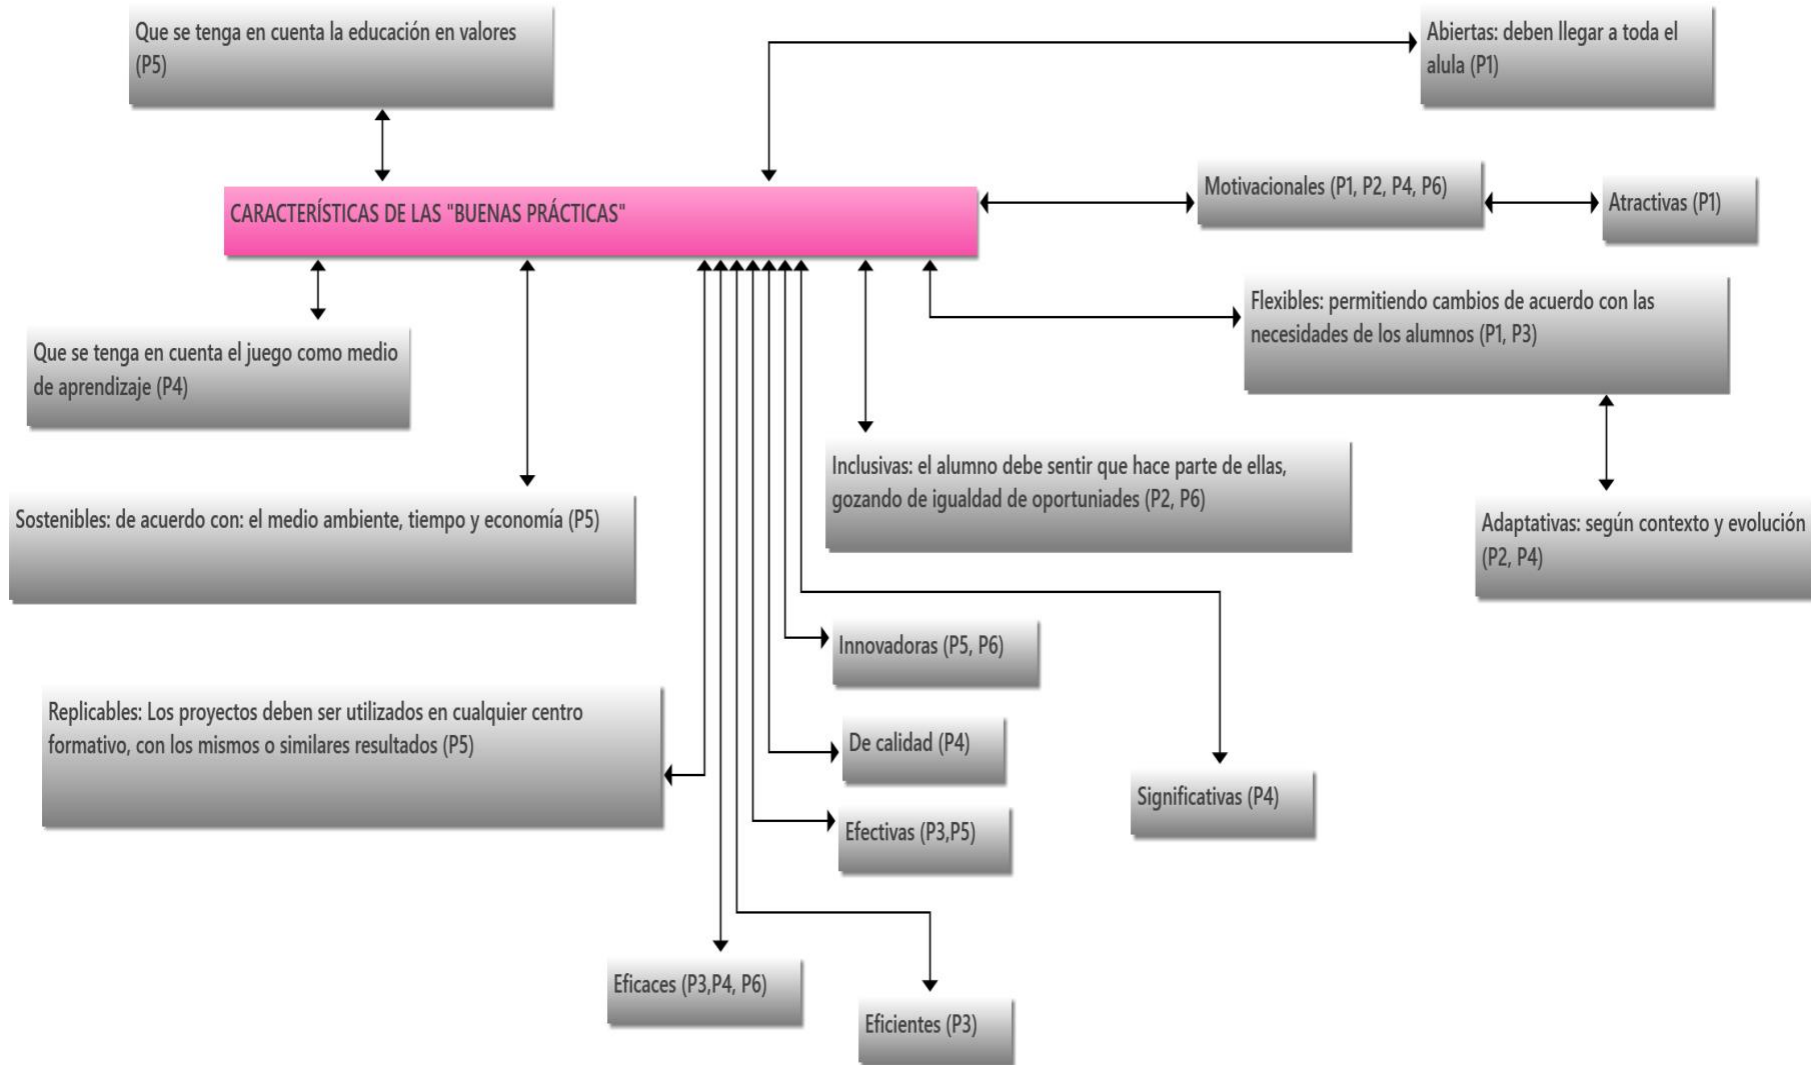 Que se tenga en cuenta la educación en valores
(P5)
Abiertas: deben llegar a toda el
alula (P1)
CARACTERÍSTICAS DE LAS "BUENAS PRÁCTICAS"
Motivacionales (P1, P2, P4, P6)
Atractivas (P1)
Flexibles: permitiendo cambios de acuerdo con las
necesidades de los alumnos (P1, P3)
Que se tenga en cuenta el juego como medio
de aprendizaje (P4)
Inclusivas: el alumno debe sentir que hace parte de ellas,
gozando de igualdad de oportuniades (P2, P6)
Sostenibles: de acuerdo con: el medio ambiente, tiempo y economía (P5)
Adaptativas: según contexto y evolución
(P2, P4)
Innovadoras (P5, P6)
Replicables: Los proyectos deben ser utilizados en cualquier centro
formativo, con los mismos o similares resultados (P5)
De calidad (P4)
Significativas (P4)
Efectivas (P3,P5)
Eficaces (P3,P4, P6)
Eficientes (P3)